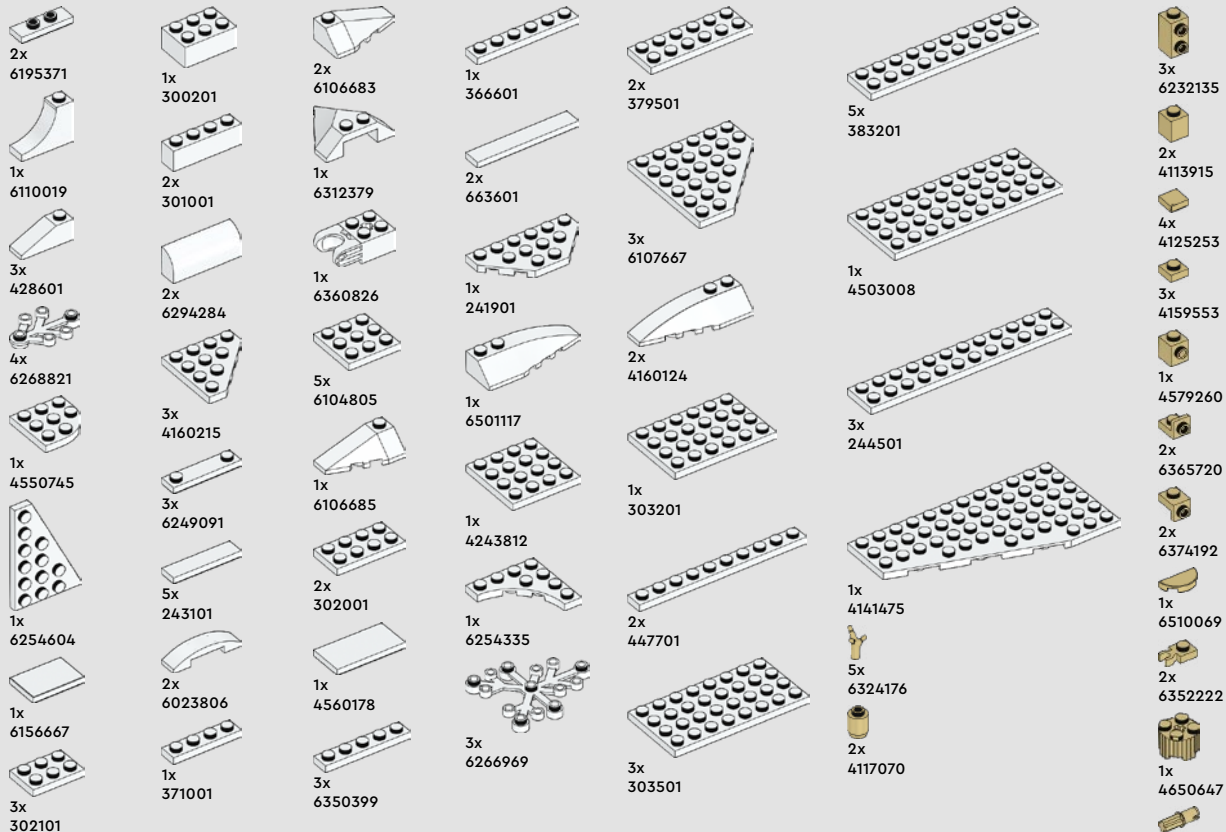 2x
6195371
1x
6110019
3x
428601
4x
6268821
1x
4550745
1x
6254604
1x
6156667
3x
302101
1x
300201
2x
301001
2x
6294284
3x
4160215
3x
6249091
5x
243101
2x
6023806
1x
371001
2x
6106683
1x
6312379
1x
6360826
5x
6104805
1x
6106685
2x
302001
1x
4560178
3x
6350399
1x
366601
2x
663601
1x
241901
1x
6501117
1x
4243812
1x
6254335
3x
6266969
2x
379501
3x
6107667
2x
4160124
1x
303201
2x
447701
3x
303501
5x
383201
1x
4503008
3x
244501
1x
4141475
5x
6324176
2x
4117070
3x
6232135
2x
4113915
4x
4125253
3x
4159553
1x
4579260
2x
6365720
2x
6374192
1x
6510069
2x
6352222
1x
4650647